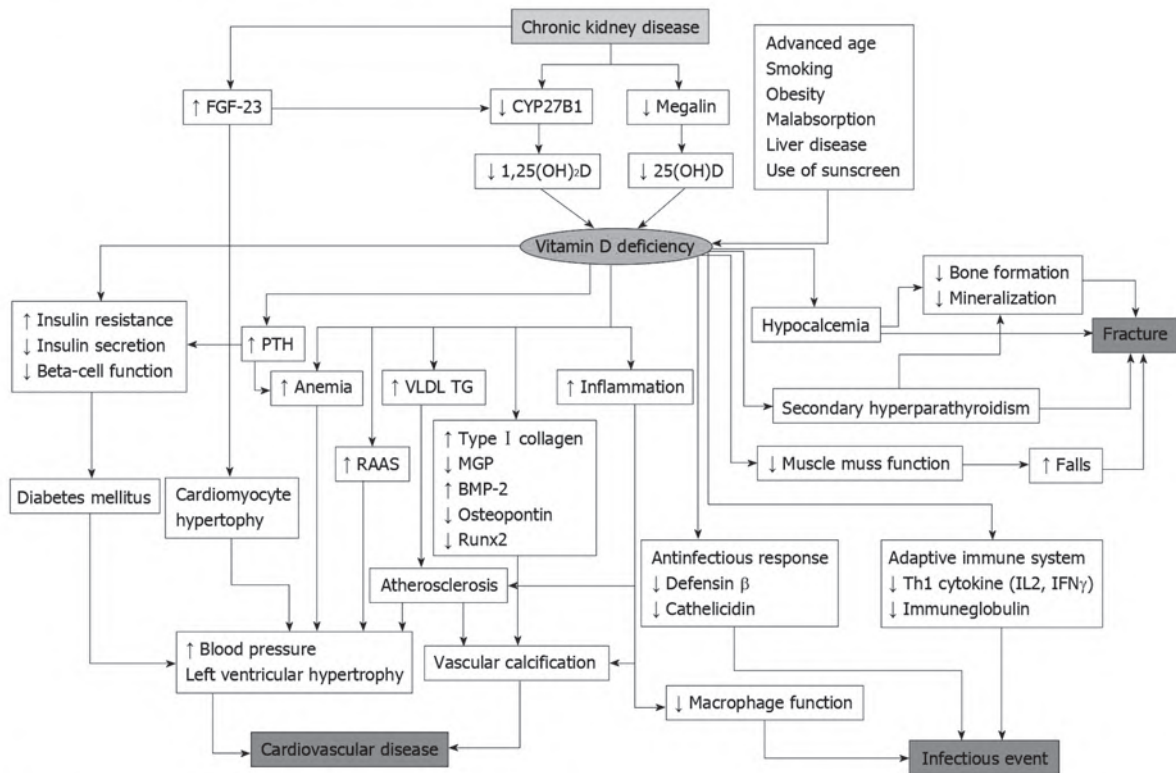 Chronic kidney disease
Advanced age
Smoking
Obesity
Malabsorption
Liver disease
Use of sunscreen
↑ FGF-23
↓ CYP27B1
↓ Megalin
↓ 1,25(OH)₂D
↓ 25(OH)D
Vitamin D deficiency
↑ Insulin resistance
↓ Insulin secretion
↓ Beta-cell function
↑ PTH
Hypocalcemia
↓ Bone formation
↓ Mineralization
Fracture
↑ Anemia
↑ VLDL TG
↑ Inflammation
Secondary hyperparathyroidism
↑ RAAS
↑ Type I collagen
↓ MGP
↑ BMP-2
↓ Osteopontin
↓ Runx2
↓ Muscle muss function
↑ Falls
Diabetes mellitus
Cardiomyocyte
hypertophy
Atherosclerosis
Antinfectious response
↓ Defensin β
↓ Cathelicidin
Adaptive immune system
↓ Th1 cytokine (IL2, IFNγ)
↓ Immuneglobulin
↑ Blood pressure
Left ventricular hypertrophy
Vascular calcification
↓ Macrophage function
Cardiovascular disease
Infectious event